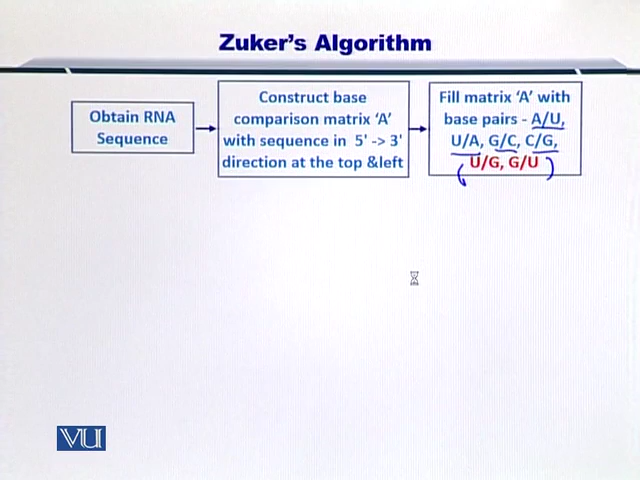 Zuker's Algorithm
Obtain RNA
Sequence
Construct base
comparison matrix 'A'
with sequence in 5' -> 3'
direction at the top &left
Fill matrix 'A' with
base pairs - A/U,
U/A, G/C, C/G,
U/G, G/U
VU